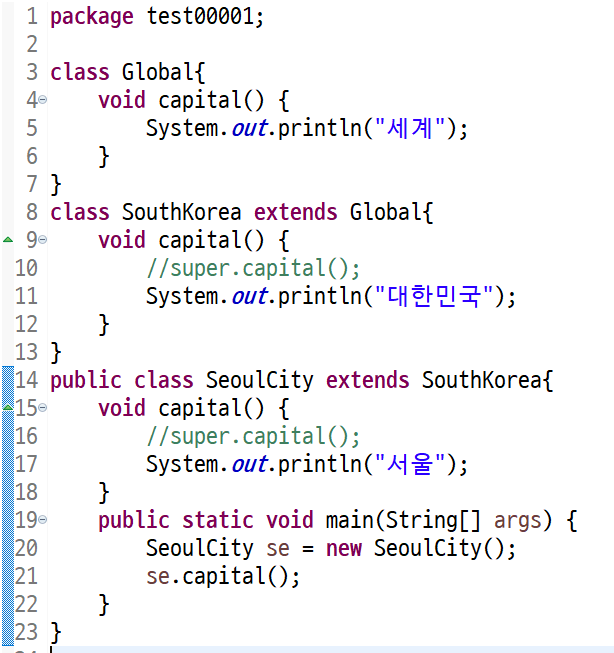 1 package test00001;
2
3 class Global{
4     void capital() {
5         System.out.println("세계");
6     }
7 }
8 class SouthKorea extends Global{
9     void capital() {
10         //super.capital();
11         System.out.println("대한민국");
12     }
13 }
14 public class SeoulCity extends SouthKorea{
15     void capital() {
16         //super.capital();
17         System.out.println("서울");
18     }
19     public static void main(String[] args) {
20         SeoulCity se = new SeoulCity();
21         se.capital();
22     }
23 }